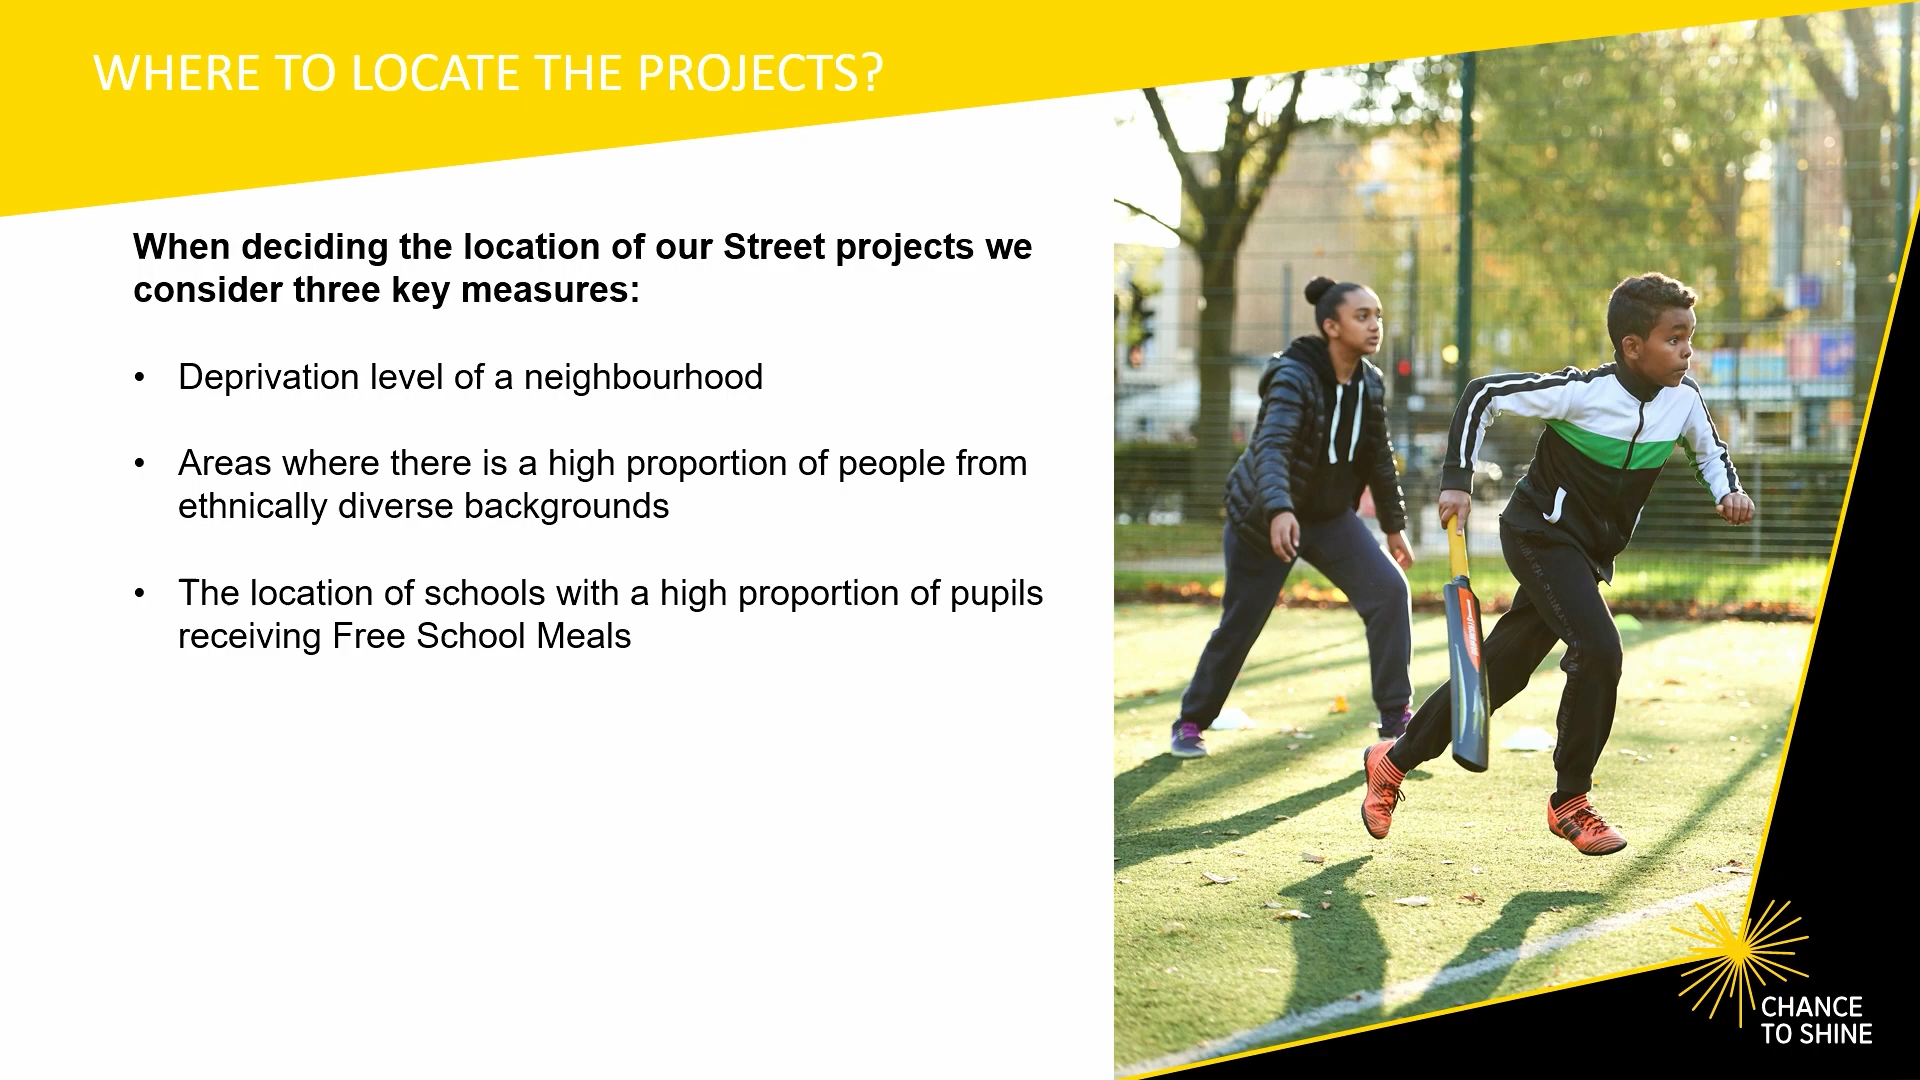 WHERE TO LOCATE THE PROJECTS?
When deciding the location of our Street projects we
consider three key measures:
• Deprivation level of a neighbourhood
• Areas where there is a high proportion of people from
ethnically diverse backgrounds
• The location of schools with a high proportion of pupils
receiving Free School Meals
CHANCE
TO SHINE